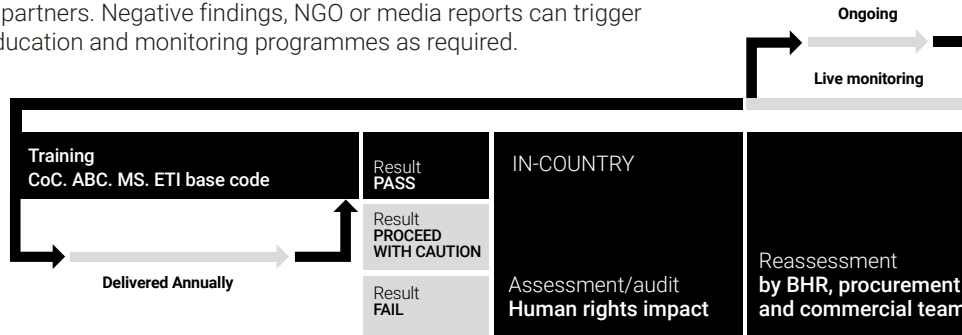 partners. Negative findings, NGO or media reports can trigger
ducation and monitoring programmes as required.
Ongoing
Live monitoring
Training
CoC. ABC. MS. ETI base code
Delivered Annually
Result
PASS
Result
PROCEED
WITH CAUTION
Result
FAIL
IN-COUNTRY
Assessment/audit
Human rights impact
Reassessment
by BHR, procurement
and commercial team